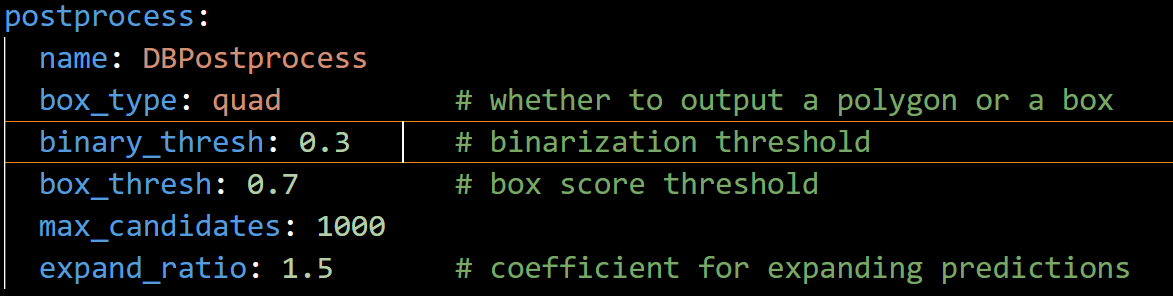 postprocess:
  name: DBPostprocess
  box_type: quad          # whether to output a polygon or a box
  binary_thresh: 0.3      # binarization threshold
  box_thresh: 0.7         # box score threshold
  max_candidates: 1000
  expand_ratio: 1.5       # coefficient for expanding predictions